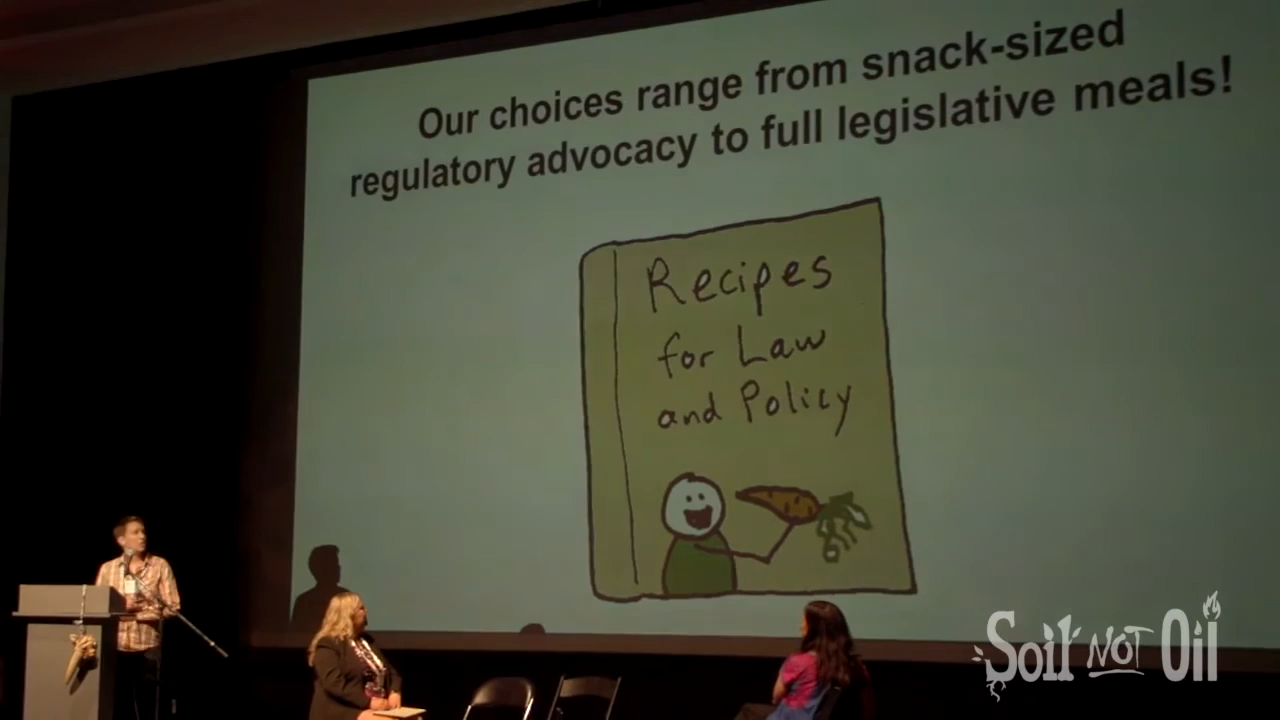 Our choices range from snack-sized
regulatory advocacy to full legislative meals!
Recipes
for Law
and Policy
Soil NOT Oil